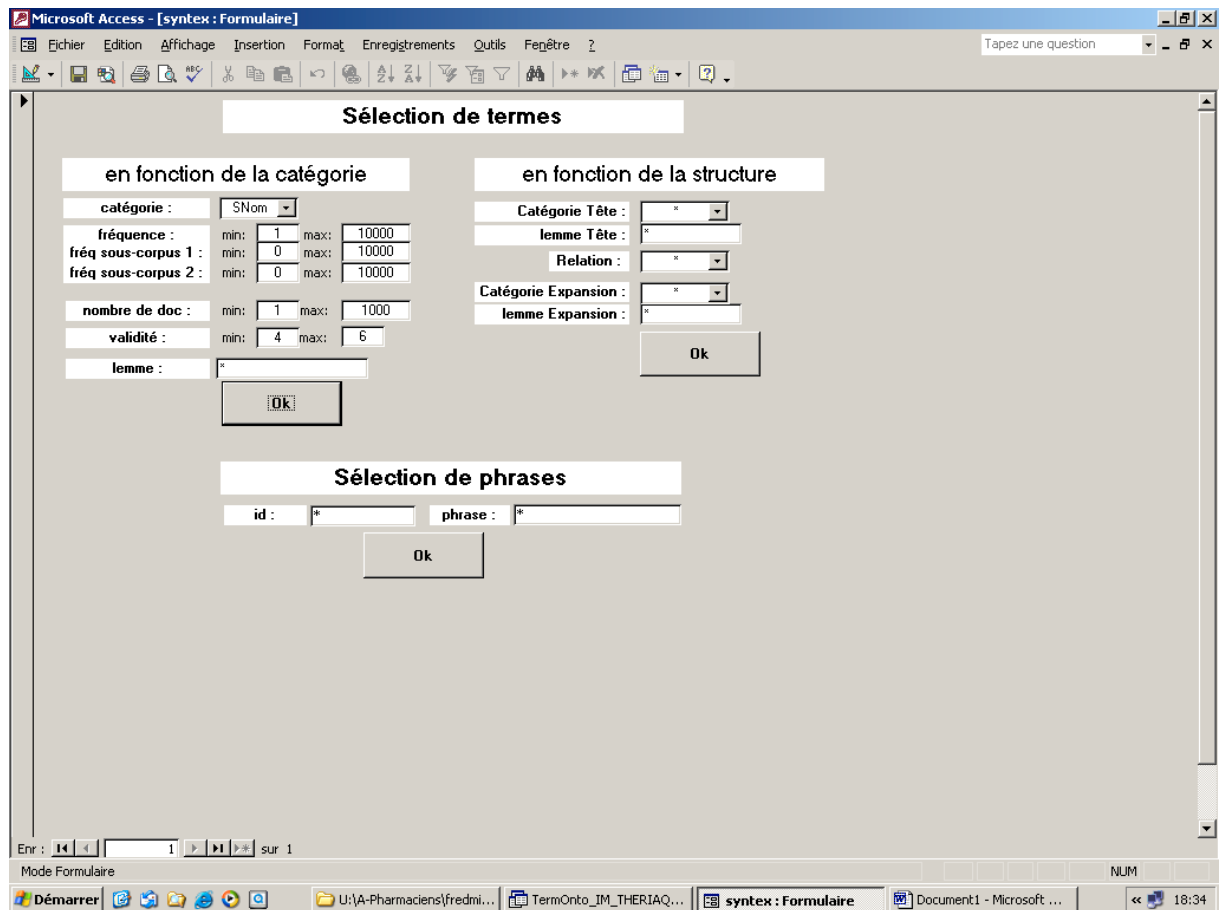 Microsoft Access - [syntex : Formulaire]
Fichier Edition Affichage Insertion Format Enregistrements Outils Fenêtre ? Tapez une question
Sélection de termes
en fonction de la catégorie
catégorie : SNom
fréquence : min: 1 max: 10000
fréq sous-corpus 1 : min: 0 max: 10000
fréq sous-corpus 2 : min: 0 max: 10000
nombre de doc : min: 1 max: 1000
validité : min: 4 max: 6
lemme : *
Ok
en fonction de la structure
Catégorie Tête : *
lemme Tête : *
Relation : *
Catégorie Expansion : *
lemme Expansion : *
Ok
Sélection de phrases
id : * phrase : *
Ok
Enr : 1 sur 1
Mode Formulaire NUM
Démarrer U:\A-Pharmaciens\fredmi... TermOnto_IM_THERIAQ... syntex : Formulaire Document1 - Microsoft ... « 18:34